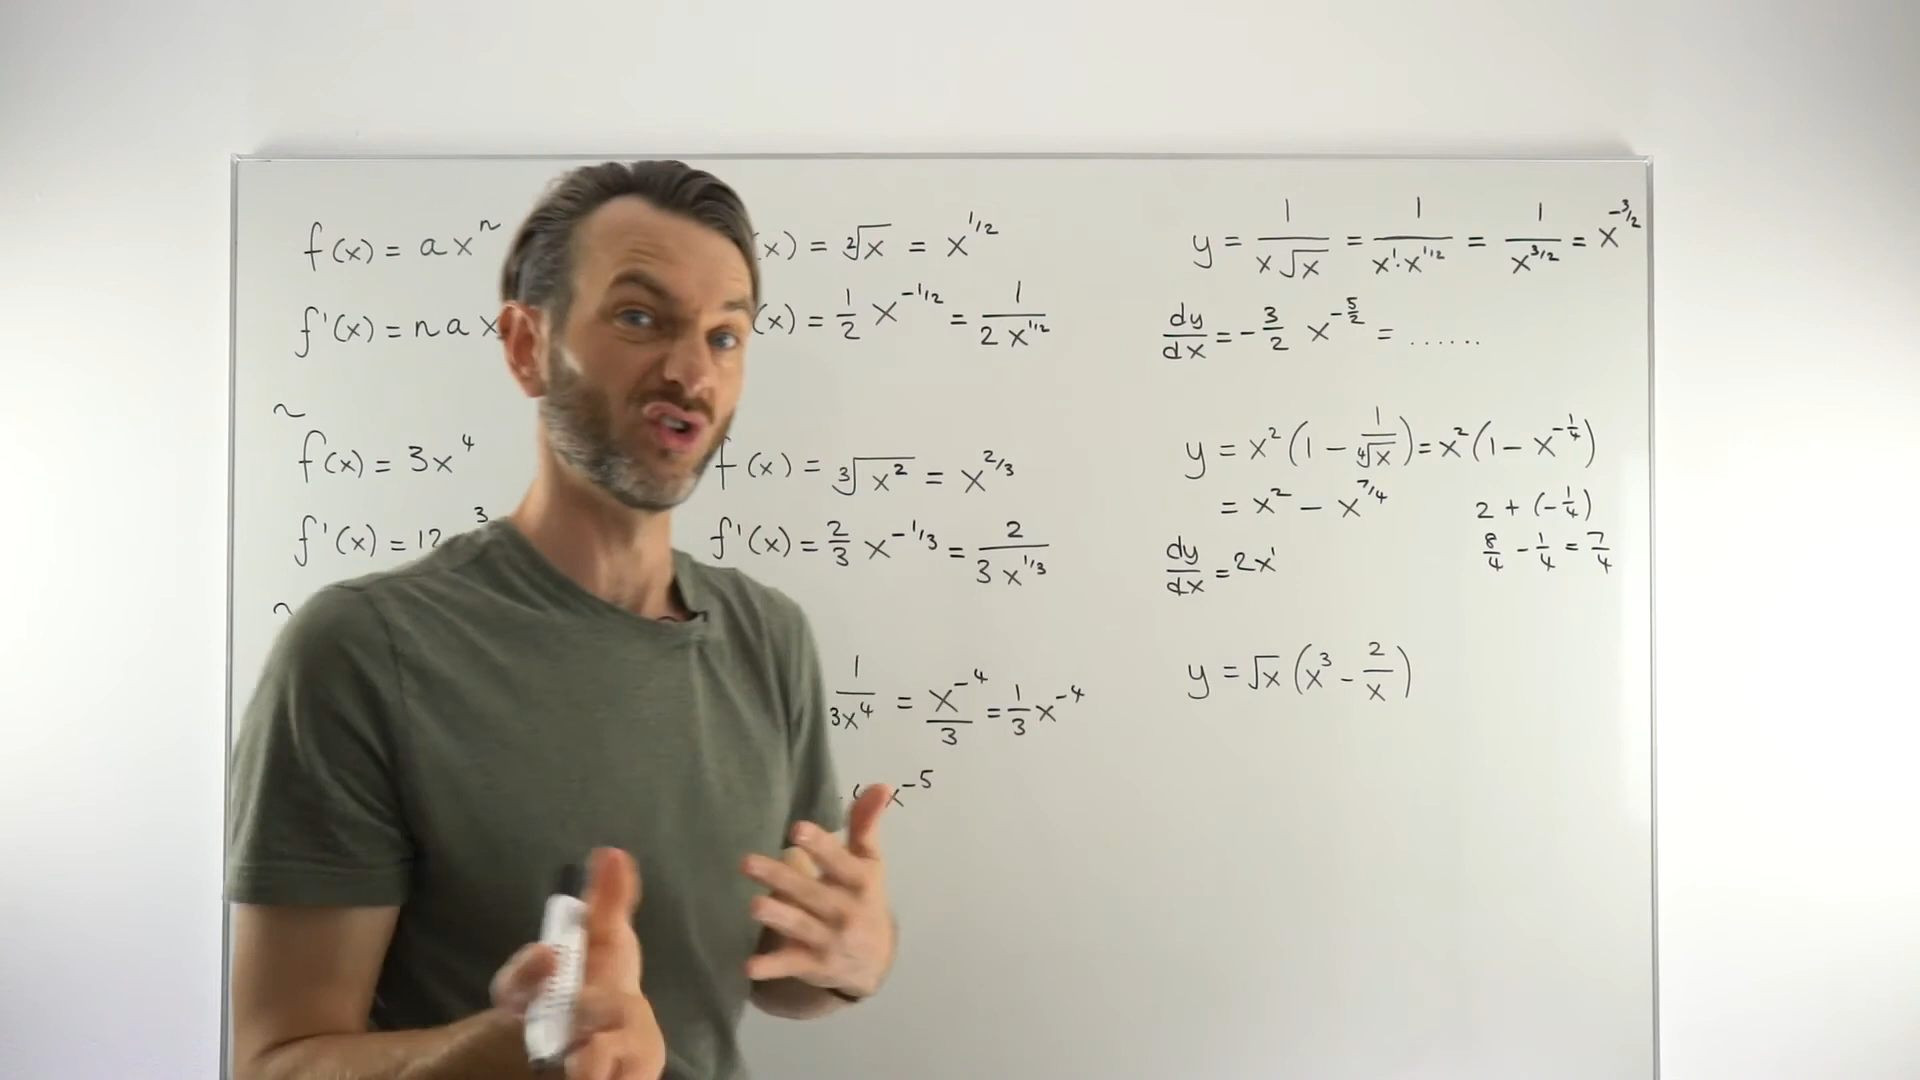 f(x) = ax^n
f'(x) = nax
~
f(x) = 3x^4
f'(x) = 12 ^3
~
(x) = ²√x = x^1/2
(x) = 1/2 x^-1/2 = 1/(2x^1/2)
f(x) = ³√x² = x^2/3
f'(x) = 2/3 x^-1/3 = 2/(3x^1/3)
1/(3x^4) = x^-4/3 = 1/3 x^-4
x^-5
y = 1/(x√x) = 1/(x^1·x^1/2) = 1/x^3/2 = x^-3/2
dy/dx = -3/2 x^-5/2 = ......
y = x²(1 - 1/⁴√x) = x²(1 - x^-1/4)
= x² - x^7/4
2 + (-1/4)
8/4 - 1/4 = 7/4
dy/dx = 2x^1
y = √x (x³ - 2/x)